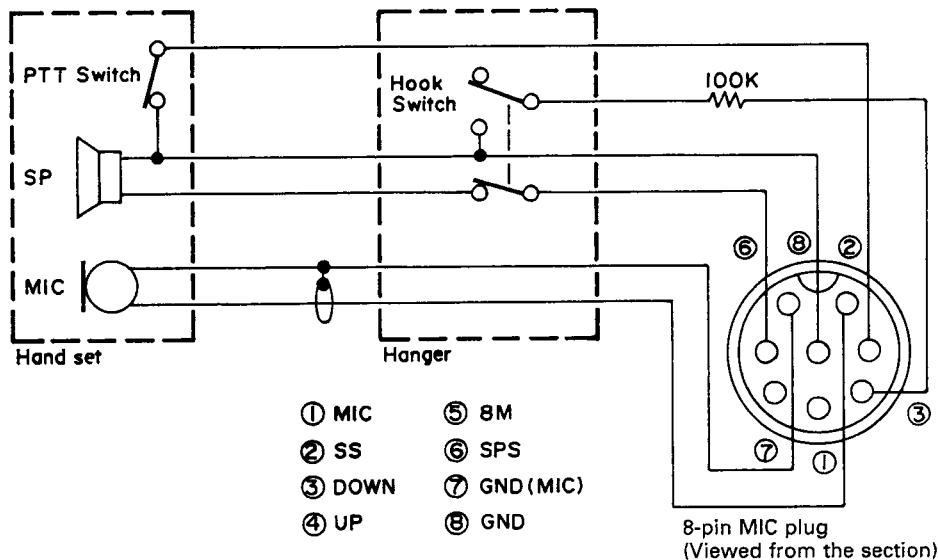 PTT Switch
Hook
Switch
100K
SP
MIC
Hand set
Hanger
⑥ ⑧ ②
③
⑦
①
① MIC ⑤ 8M
② SS ⑥ SPS
③ DOWN ⑦ GND (MIC)
④ UP ⑧ GND
8-pin MIC plug
(Viewed from the section)